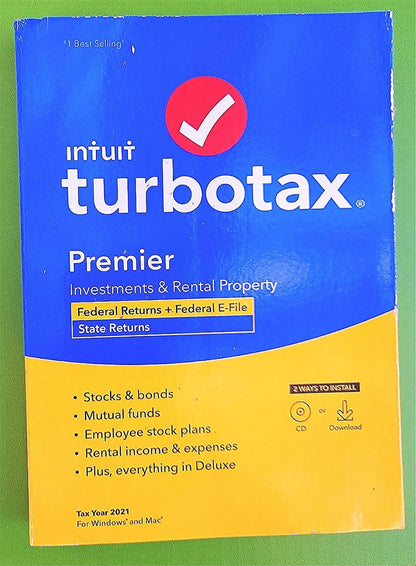 #1 Best Selling¹
intuit
turbotax®
Premier
Investments & Rental Property
Federal Returns + Federal E-File
State Returns
• Stocks & bonds
• Mutual funds
• Employee stock plans
• Rental income & expenses
• Plus, everything in Deluxe
2 WAYS TO INSTALL
or
CD
Download
Tax Year 2021
For Windows® and Mac®